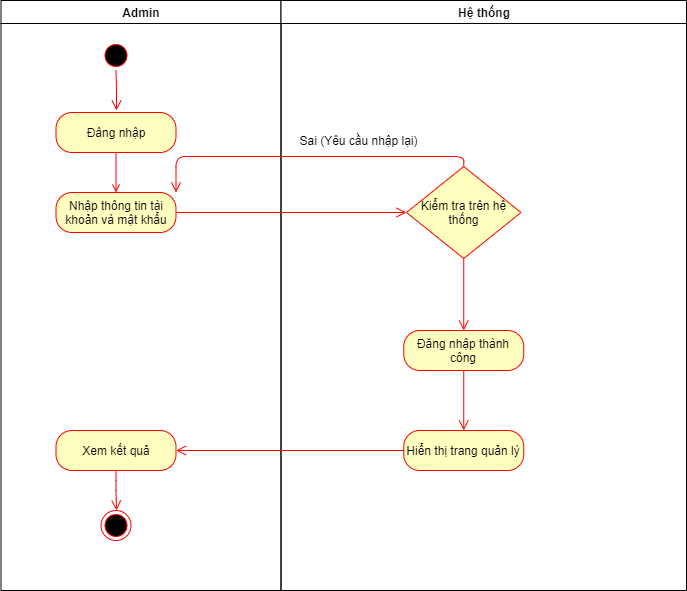 Admin
Hệ thống
Đăng nhập
Sai (Yêu cầu nhập lại)
Nhập thông tin tài
khoản và mật khẩu
Kiểm tra trên hệ
thống
Đăng nhập thành
công
Xem kết quả
Hiển thị trang quản lý